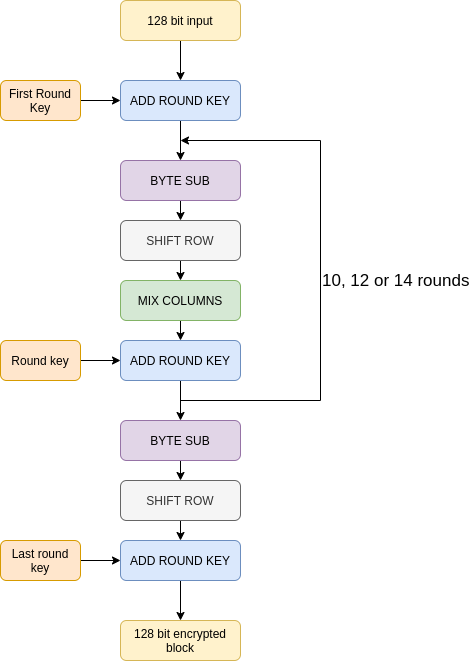 128 bit input
First Round
Key
ADD ROUND KEY
BYTE SUB
SHIFT ROW
10, 12 or 14 rounds
MIX COLUMNS
Round key
ADD ROUND KEY
BYTE SUB
SHIFT ROW
Last round
key
ADD ROUND KEY
128 bit encrypted
block